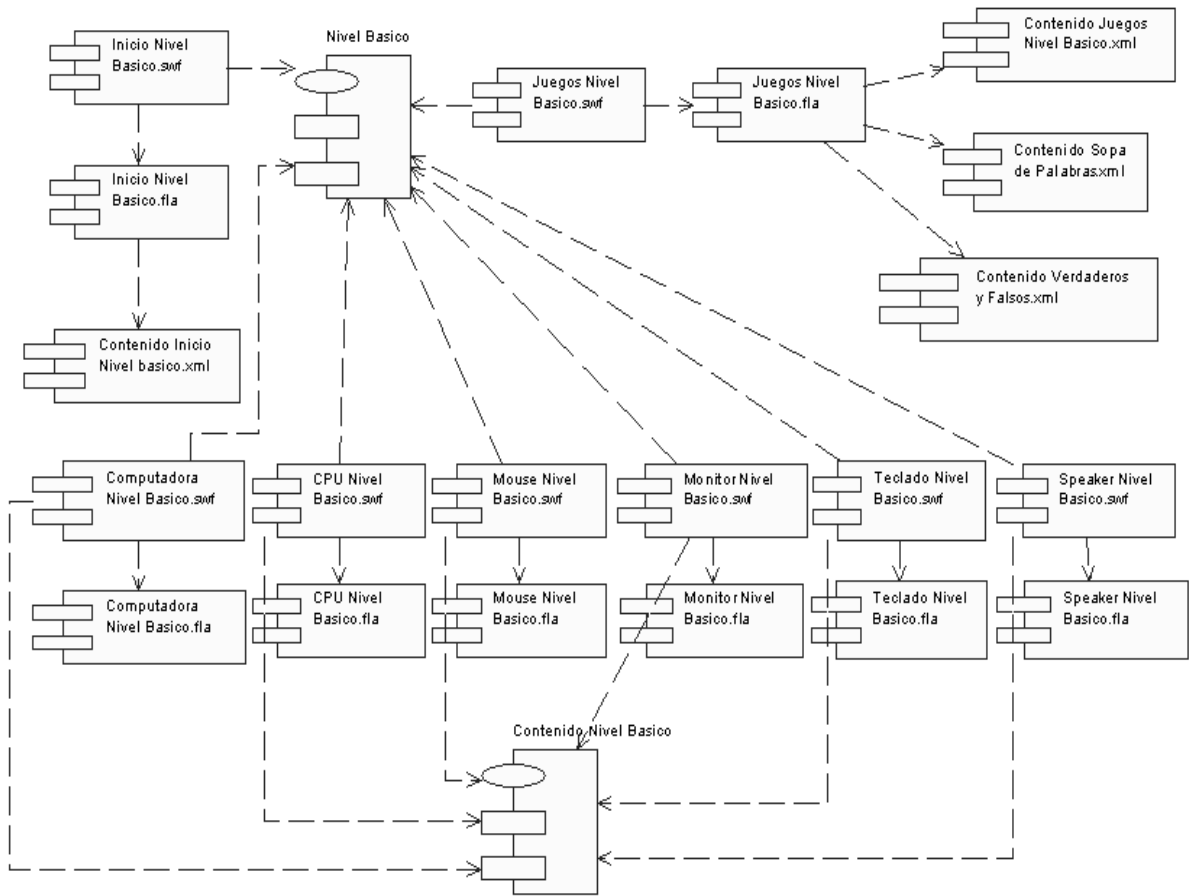 Nivel Basico
Inicio Nivel
Basico.swf
Juegos Nivel
Basico.swf
Juegos Nivel
Basico.fla
Contenido Juegos
Nivel Basico.xml
Inicio Nivel
Basico.fla
Contenido Sopa
de Palabras.xml
Contenido Verdaderos
y Falsos.xml
Contenido Inicio
Nivel basico.xml
Computadora
Nivel Basico.swf
CPU Nivel
Basico.swf
Mouse Nivel
Basico.swf
Monitor Nivel
Basico.swf
Teclado Nivel
Basico.swf
Speaker Nivel
Basico.swf
Computadora
Nivel Basico.fla
CPU Nivel
Basico.fla
Mouse Nivel
Basico.fla
Monitor Nivel
Basico.fla
Teclado Nivel
Basico.fla
Speaker Nivel
Basico.fla
Contenido Nivel Basico